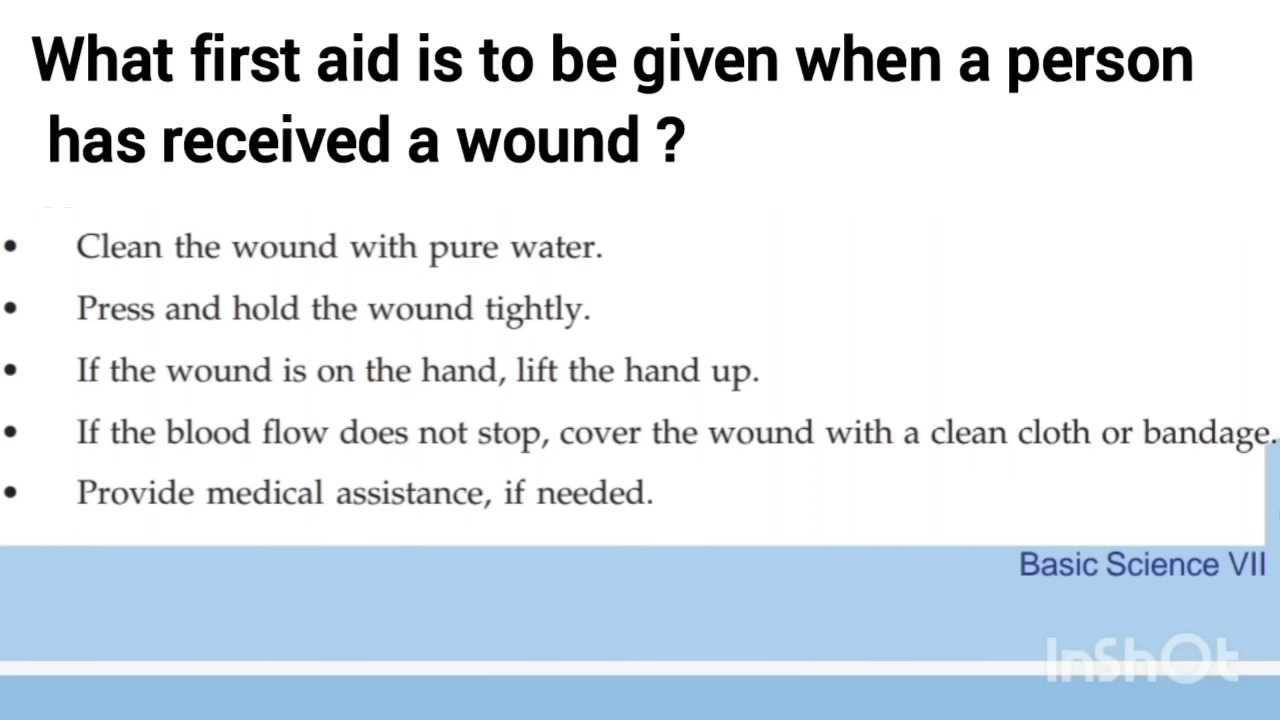 What first aid is to be given when a person
has received a wound ?
• Clean the wound with pure water.
• Press and hold the wound tightly.
• If the wound is on the hand, lift the hand up.
• If the blood flow does not stop, cover the wound with a clean cloth or bandage.
• Provide medical assistance, if needed.
Basic Science VII
InShOt